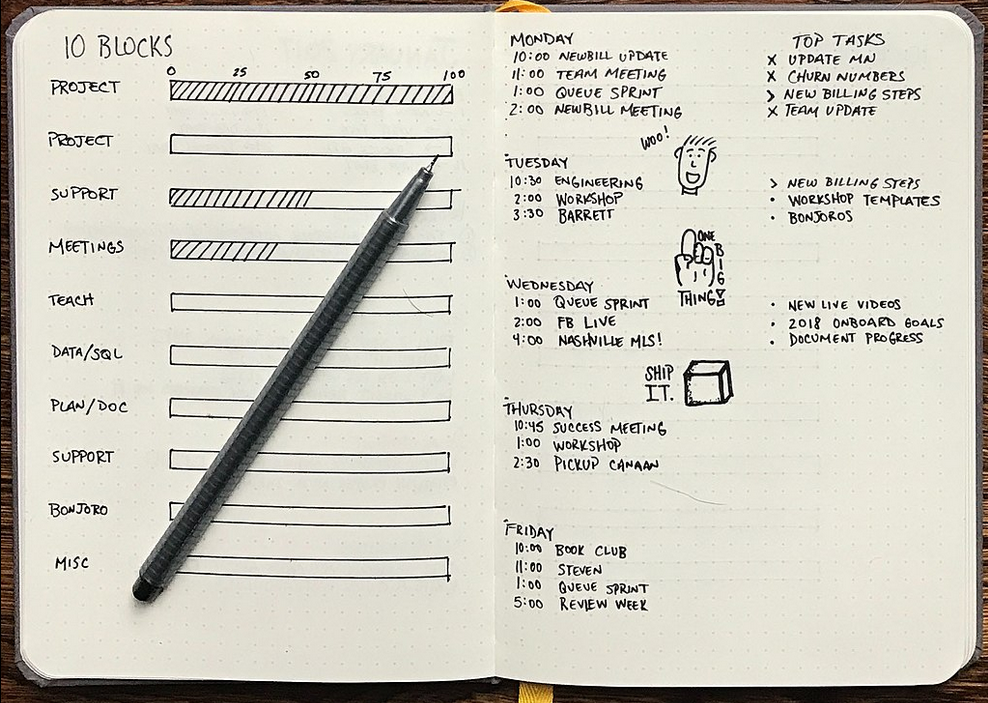 10 BLOCKS
0 25 50 75 100
PROJECT
PROJECT
SUPPORT
MEETINGS
TEACH
DATA/SQL
PLAN/DOC
SUPPORT
BONJORO
MISC
MONDAY
10:00 NEWBILL UPDATE
11:00 TEAM MEETING
1:00 QUEUE SPRINT
2:00 NEWBILL MEETING
TOP TASKS
X UPDATE MN
X CHURN NUMBERS
> NEW BILLING STEPS
X TEAM UPDATE
WOO!
TUESDAY
10:30 ENGINEERING
2:00 WORKSHOP
3:30 BARRETT
> NEW BILLING STEPS
• WORKSHOP TEMPLATES
• BONJOROS
ONE
BIG
THING!
WEDNESDAY
1:00 QUEUE SPRINT
2:00 FB LIVE
4:00 NASHVILLE MLS!
• NEW LIVE VIDEOS
• 2018 ONBOARD GOALS
• DOCUMENT PROGRESS
SHIP
IT.
THURSDAY
10:45 SUCCESS MEETING
1:00 WORKSHOP
2:30 PICKUP CANAAN
FRIDAY
10:00 BOOK CLUB
11:00 STEVEN
1:00 QUEUE SPRINT
5:00 REVIEW WEEK